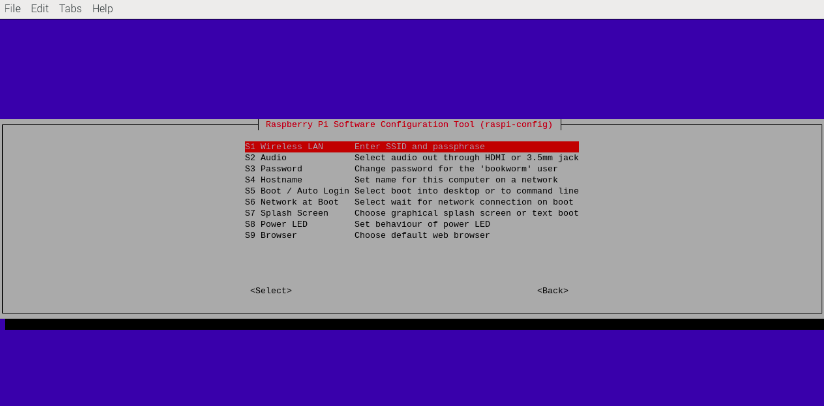 File Edit Tabs Help
Raspberry Pi Software Configuration Tool (raspi-config)
S1 Wireless LAN Enter SSID and passphrase
S2 Audio Select audio out through HDMI or 3.5mm jack
S3 Password Change password for the 'bookworm' user
S4 Hostname Set name for this computer on a network
S5 Boot / Auto Login Select boot into desktop or to command line
S6 Network at Boot Select wait for network connection on boot
S7 Splash Screen Choose graphical splash screen or text boot
S8 Power LED Set behaviour of power LED
S9 Browser Choose default web browser
<Select> <Back>